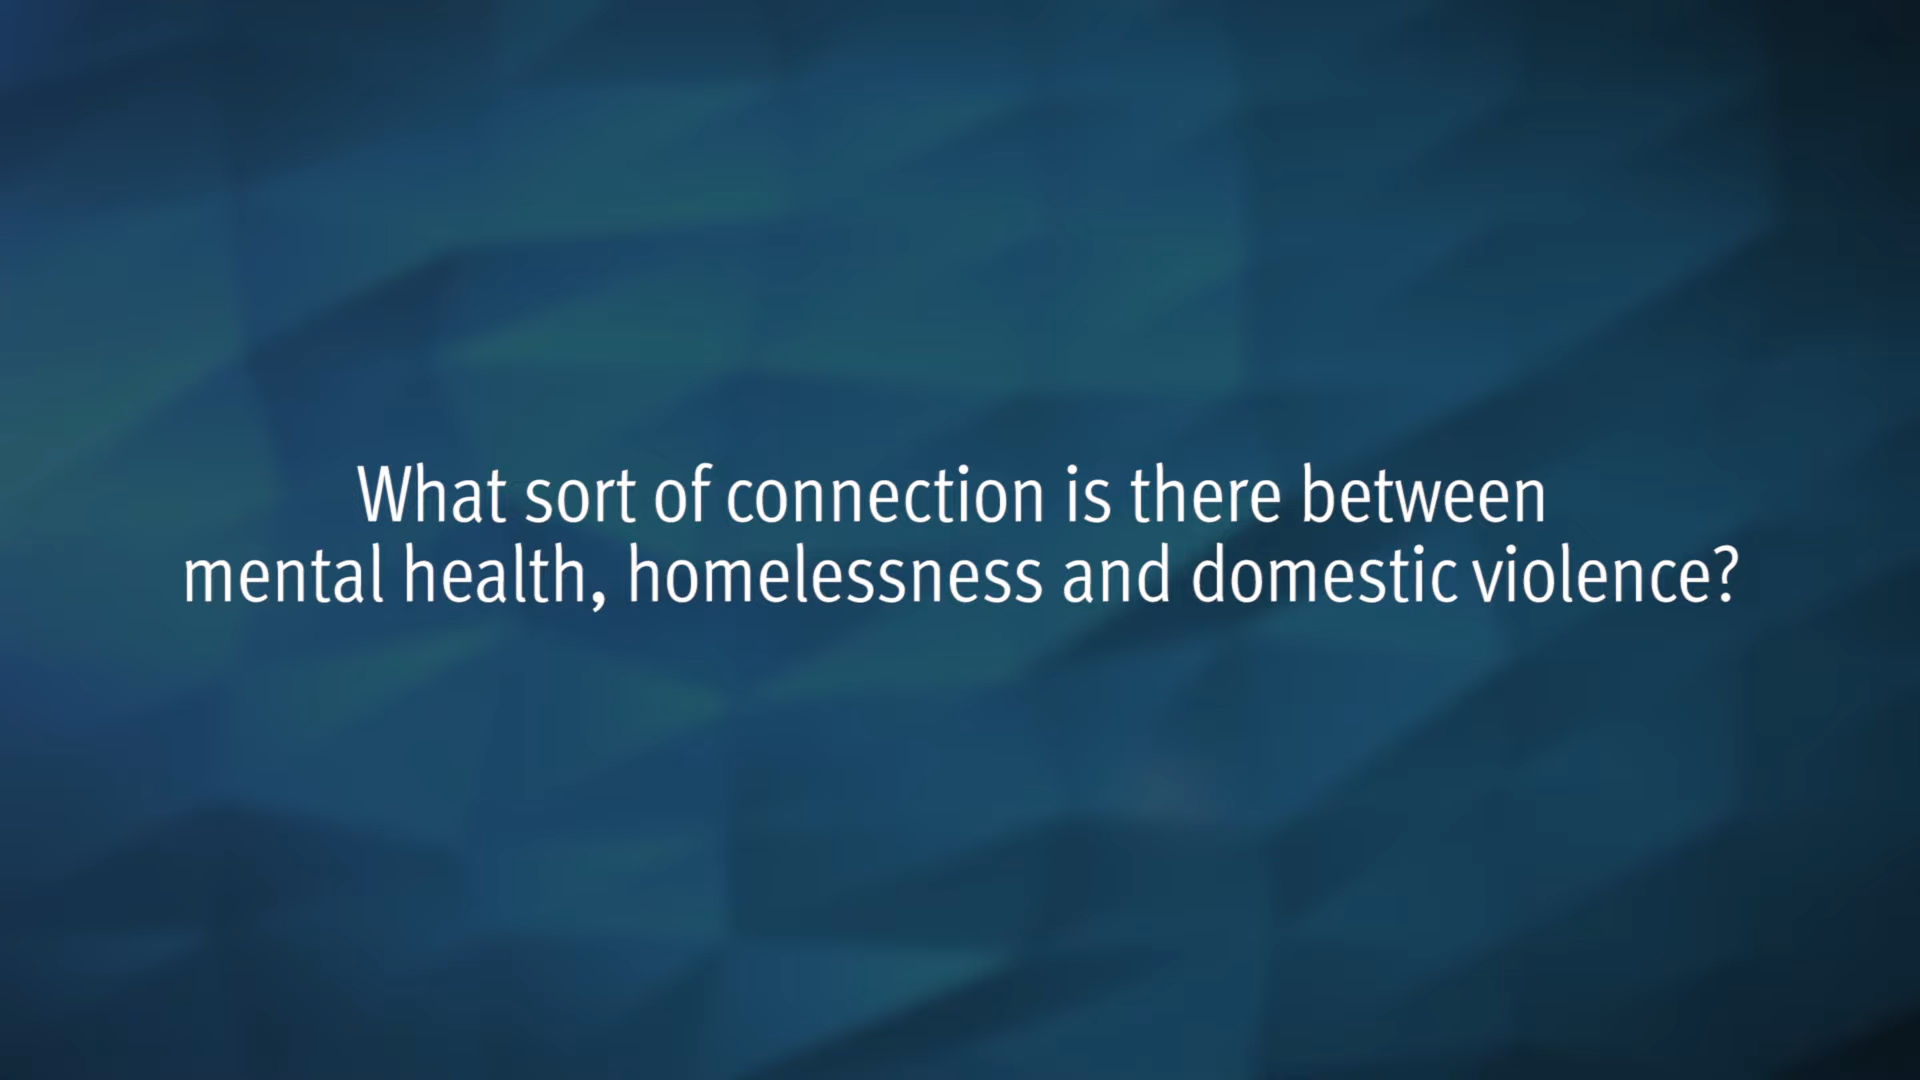 What sort of connection is there between
mental health, homelessness and domestic violence?